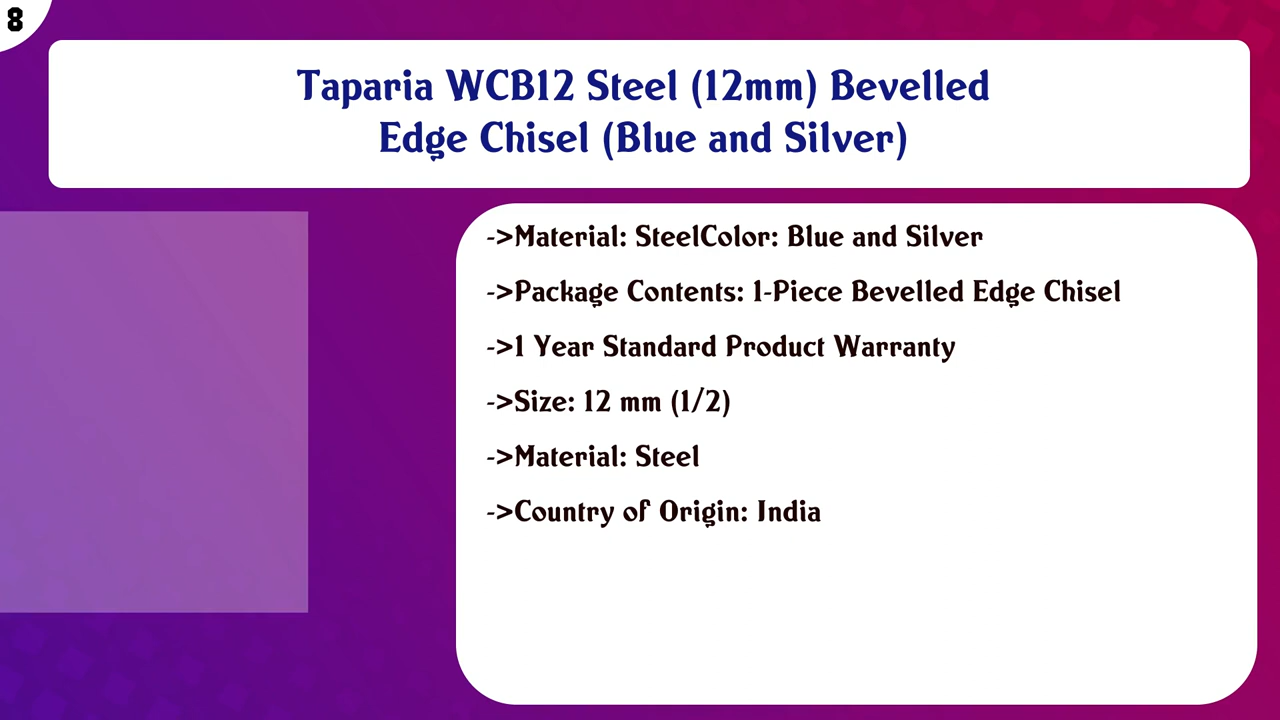 8
Taparia WCB12 Steel (12mm) Bevelled
Edge Chisel (Blue and Silver)
->Material: SteelColor: Blue and Silver
->Package Contents: 1-Piece Bevelled Edge Chisel
->1 Year Standard Product Warranty
->Size: 12 mm (1/2)
->Material: Steel
->Country of Origin: India